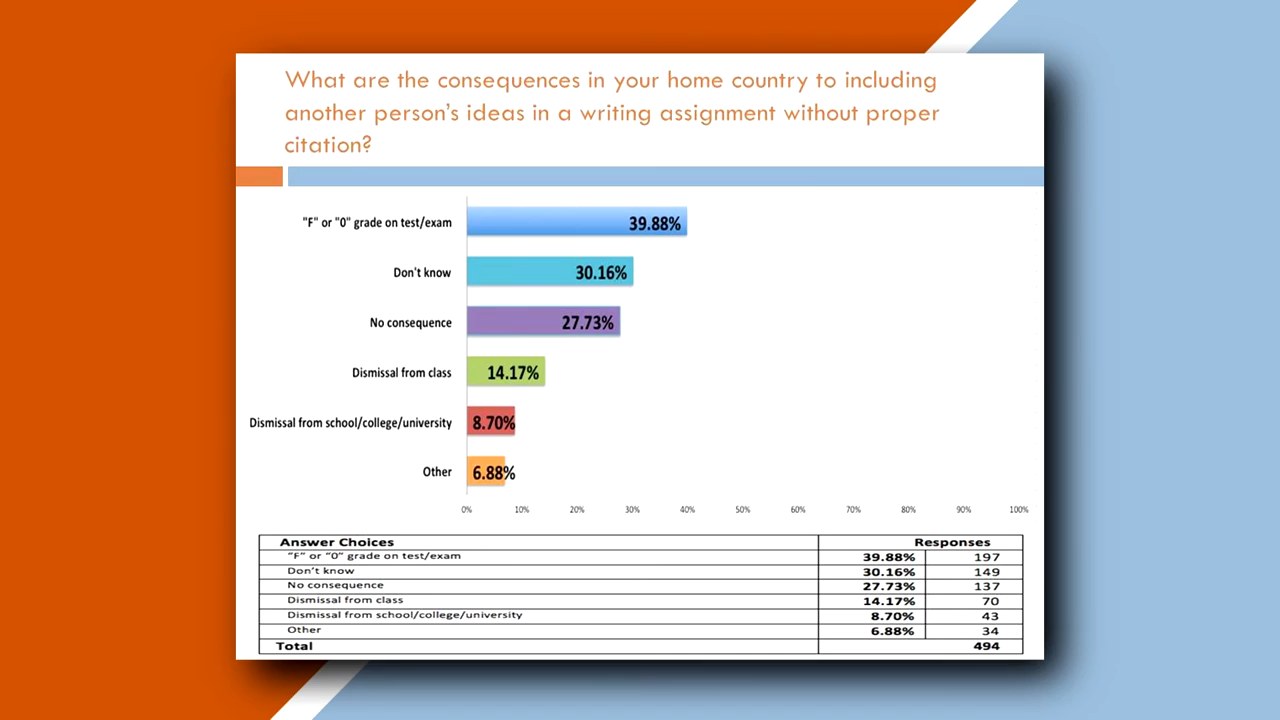 What are the consequences in your home country to including
another person's ideas in a writing assignment without proper
citation?
"F" or "0" grade on test/exam 39.88%
Don't know 30.16%
No consequence 27.73%
Dismissal from class 14.17%
Dismissal from school/college/university 8.70%
Other 6.88%
0% 10% 20% 30% 40% 50% 60% 70% 80% 90% 100%
Answer Choices Responses
"F" or "0" grade on test/exam 39.88% 197
Don't know 30.16% 149
No consequence 27.73% 137
Dismissal from class 14.17% 70
Dismissal from school/college/university 8.70% 43
Other 6.88% 34
Total 494